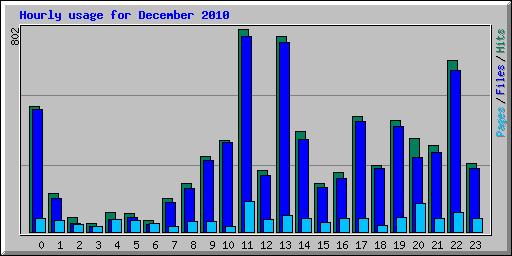 Hourly usage for December 2010
802
Pages / Files / Hits
0 1 2 3 4 5 6 7 8 9 10 11 12 13 14 15 16 17 18 19 20 21 22 23